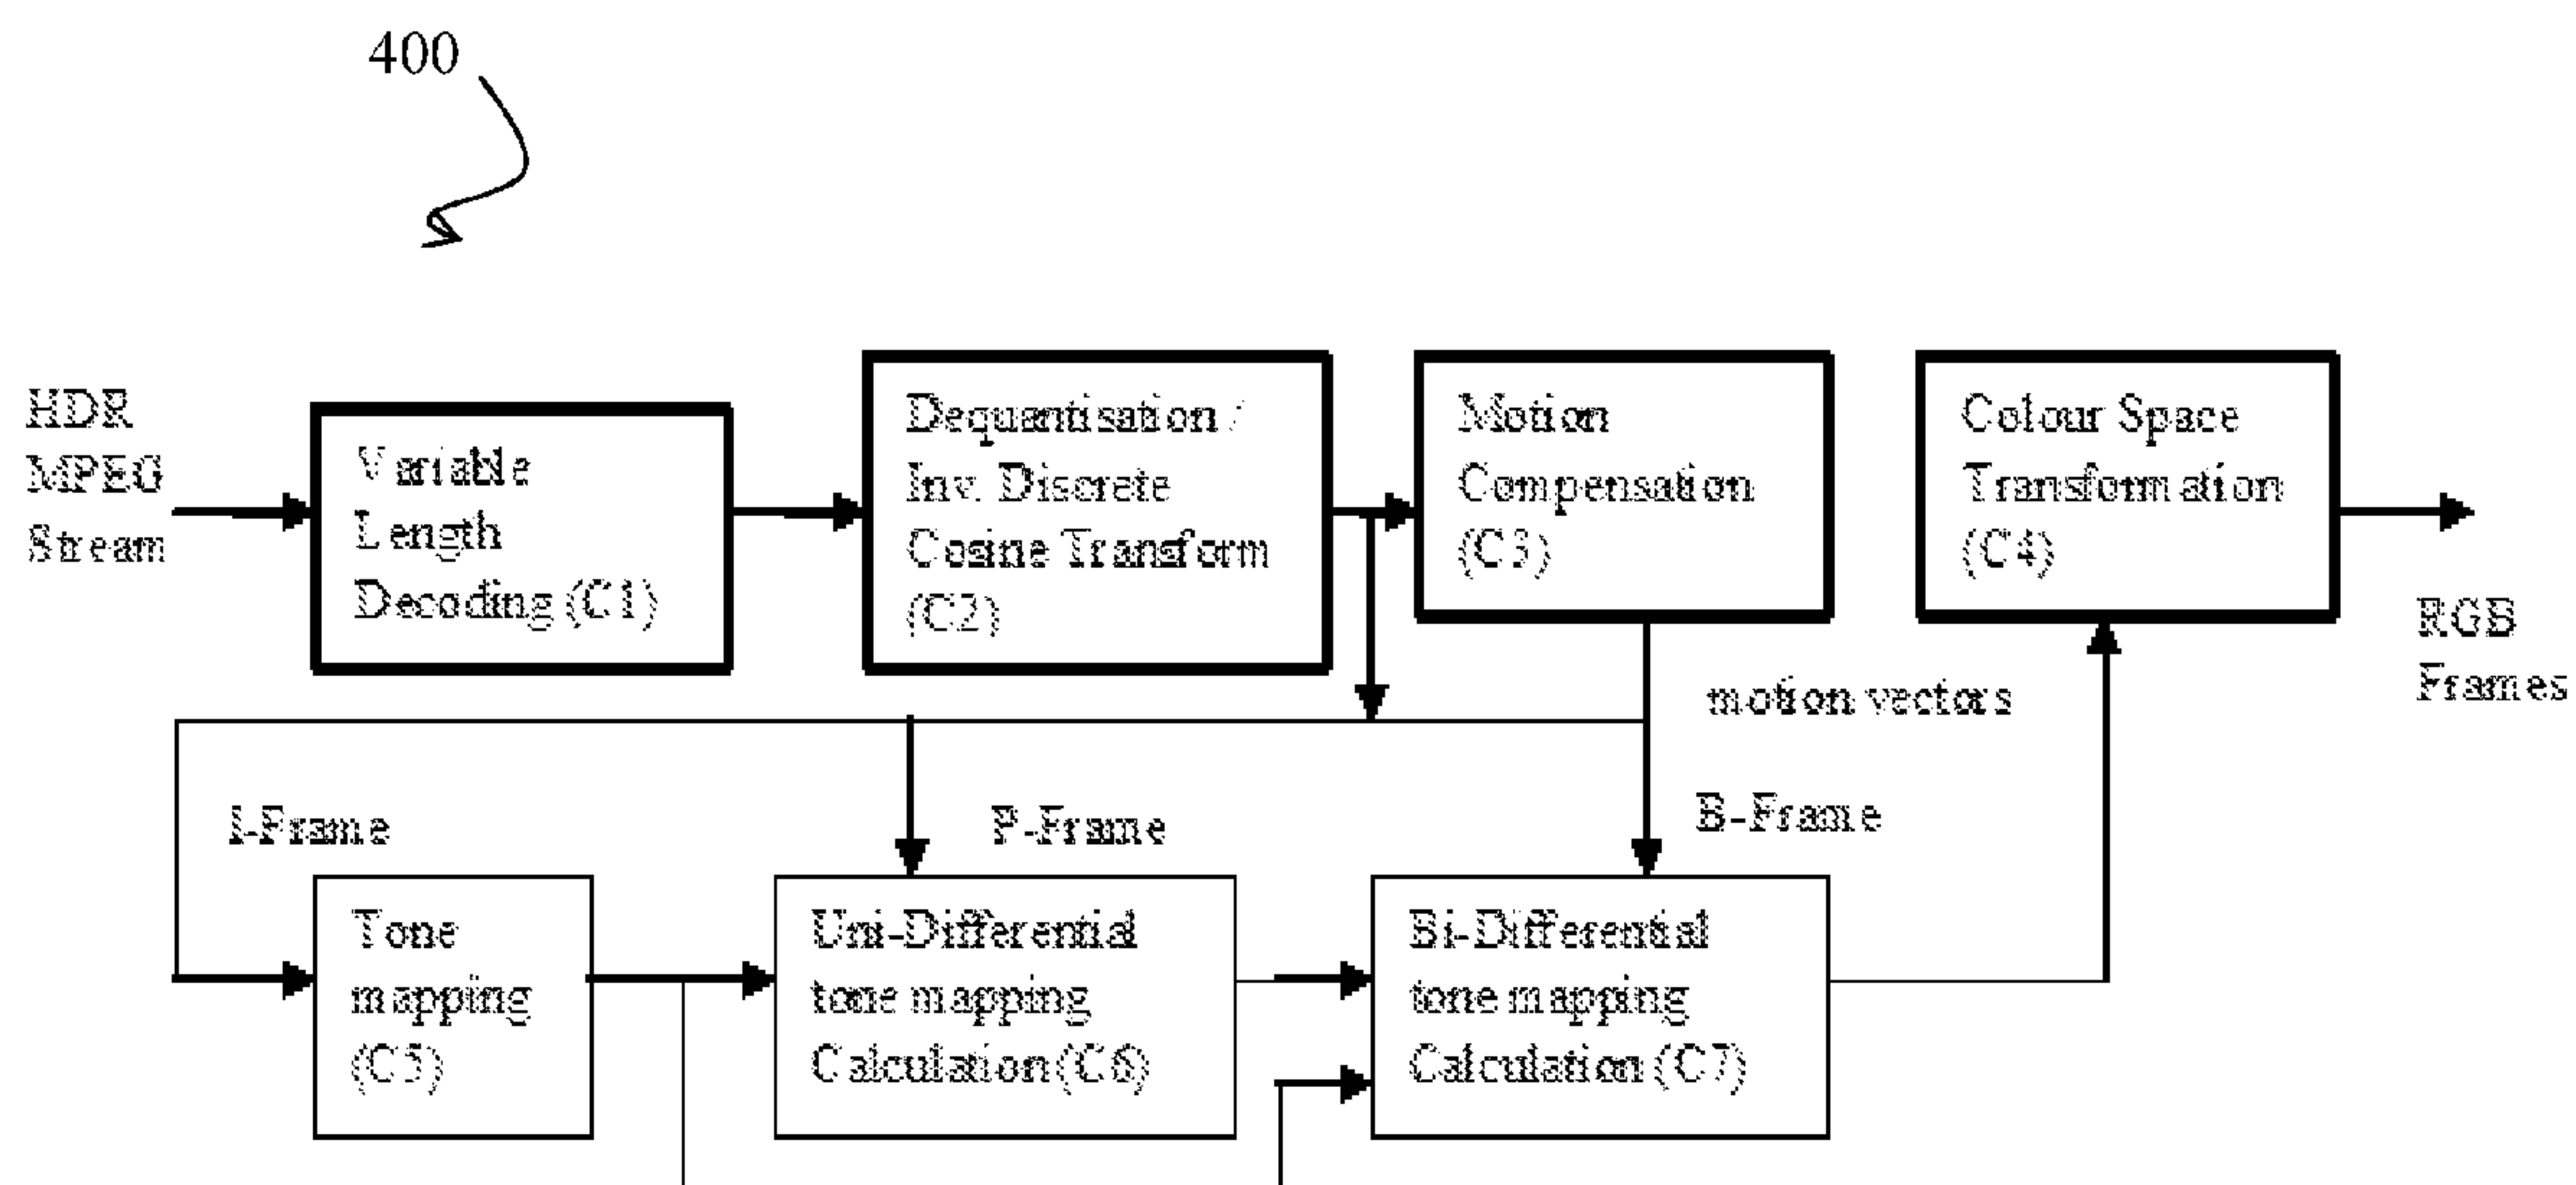 400
HDR
MPEG
Stream
Variable
Length
Decoding (C1)
Dequantisation /
Inv. Discrete
Cosine Transform
(C2)
Motion
Compensation
(C3)
Colour Space
Transformation
(C4)
RGB
Frames
motion vectors
I-Frame
P-Frame
B-Frame
Tone
mapping
(C5)
Uni-Differential
tone mapping
Calculation (C6)
Bi-Differential
tone mapping
Calculation (C7)